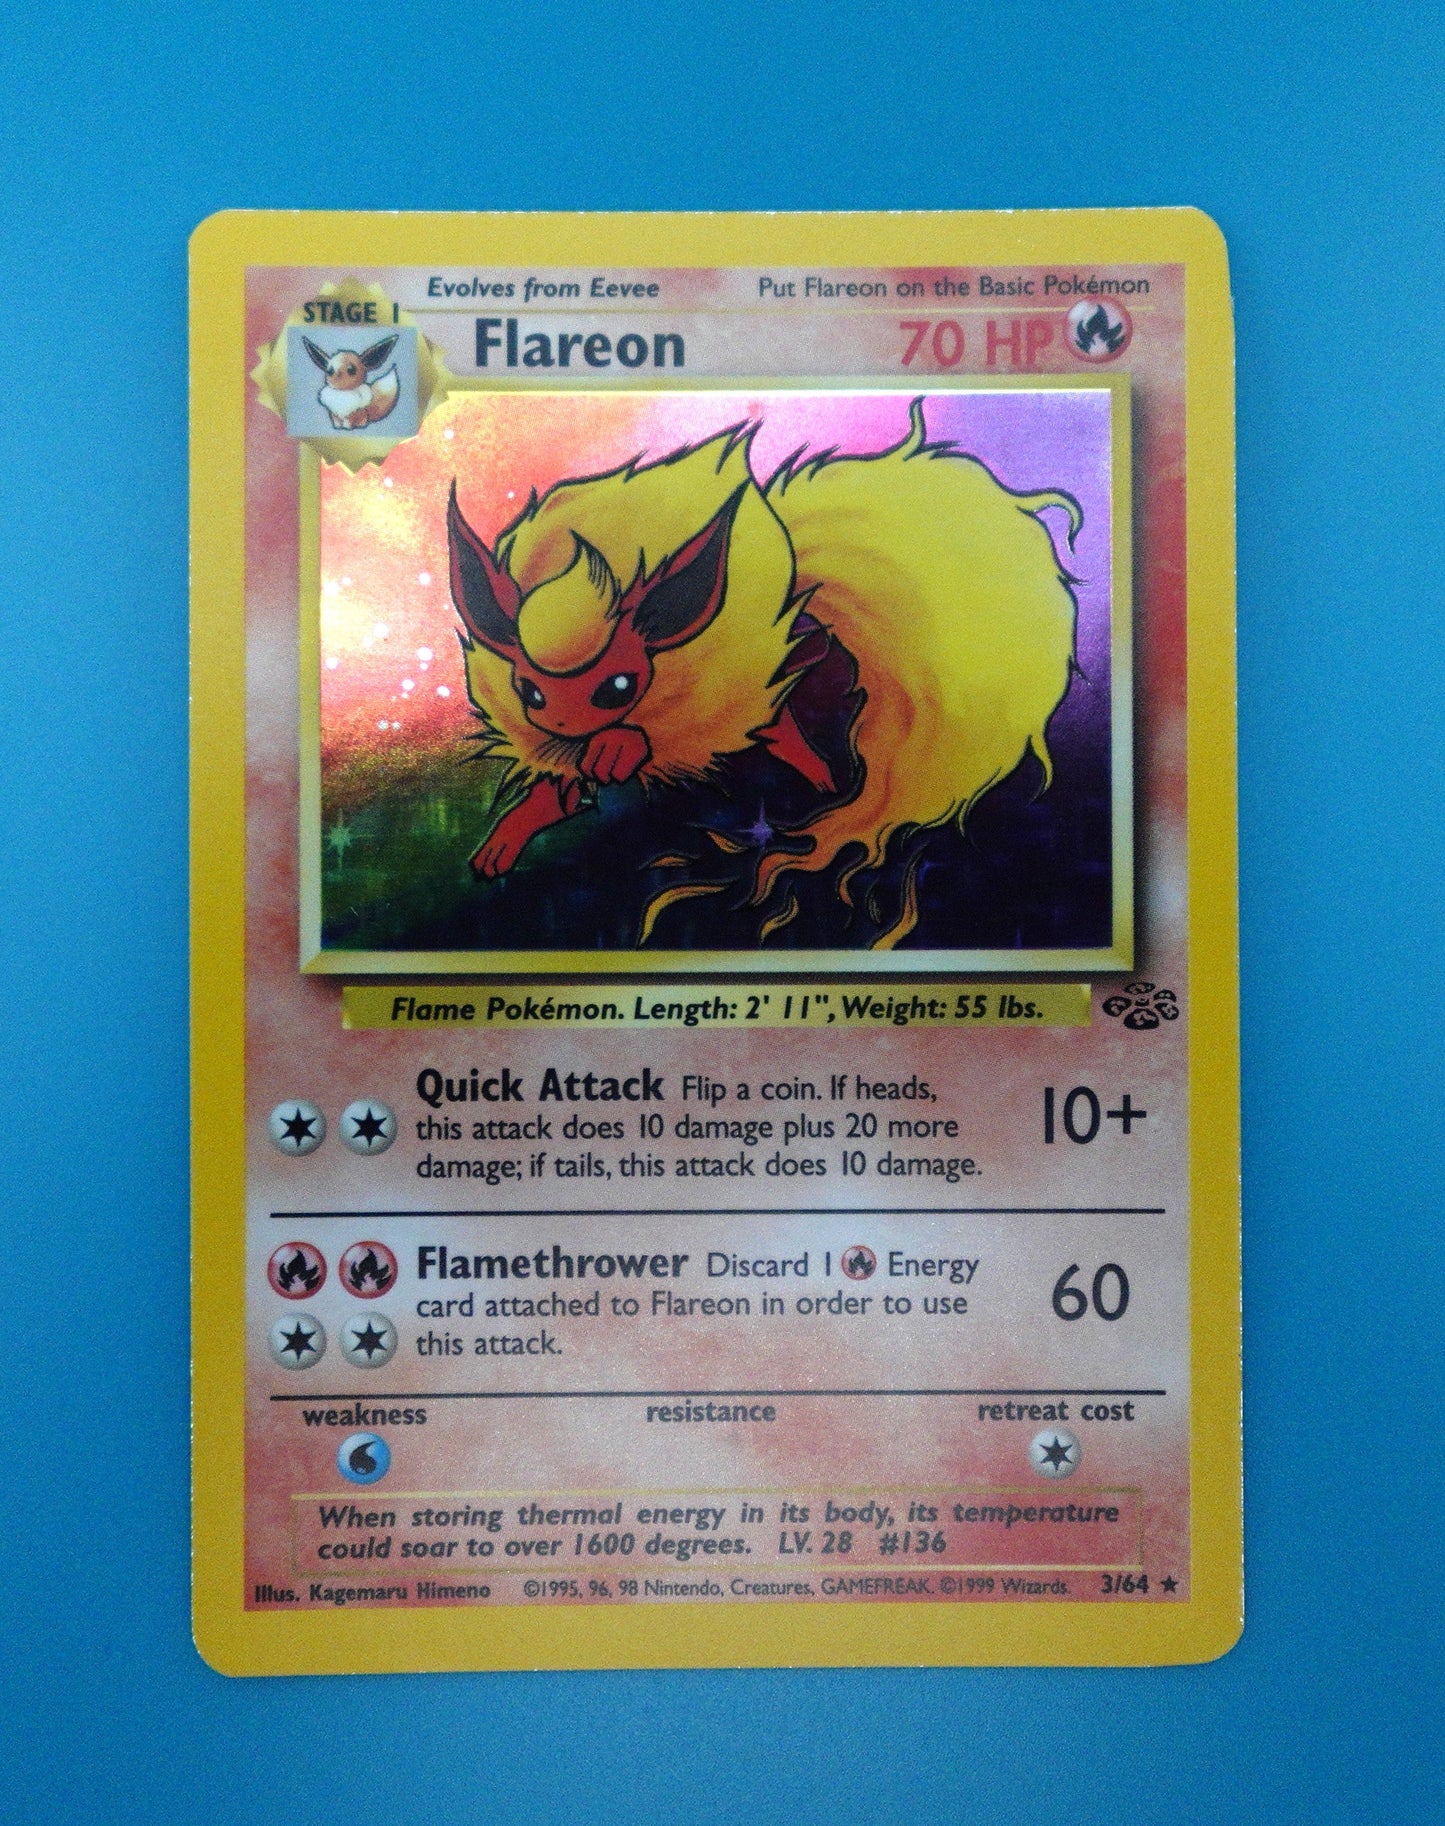 Evolves from Eevee Put Flareon on the Basic Pokémon
STAGE 1
Flareon 70 HP
Flame Pokémon. Length: 2' 11", Weight: 55 lbs.
Quick Attack Flip a coin. If heads,
this attack does 10 damage plus 20 more
damage; if tails, this attack does 10 damage.
10+
Flamethrower Discard 1 Energy
card attached to Flareon in order to use
this attack.
60
weakness resistance retreat cost
When storing thermal energy in its body, its temperature
could soar to over 1600 degrees. LV. 28 #136
Illus. Kagemaru Himeno ©1995, 96, 98 Nintendo, Creatures, GAMEFREAK. ©1999 Wizards. 3/64 ★